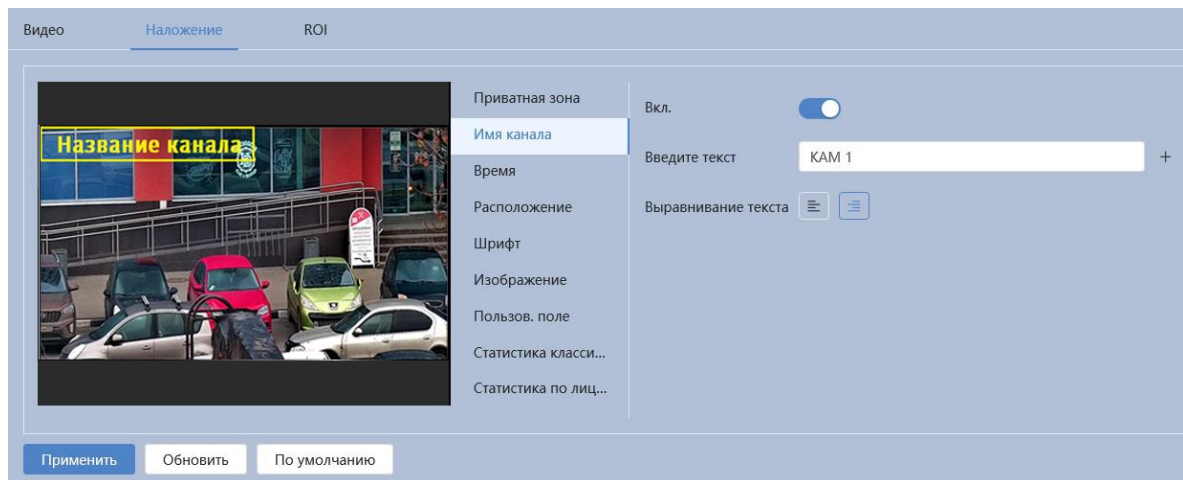 Видео Наложение ROI
Название канала
Приватная зона
Имя канала
Время
Расположение
Шрифт
Изображение
Пользов. поле
Статистика класси...
Статистика по лиц...
Вкл.
Введите текст КАМ 1 +
Выравнивание текста
Применить Обновить По умолчанию